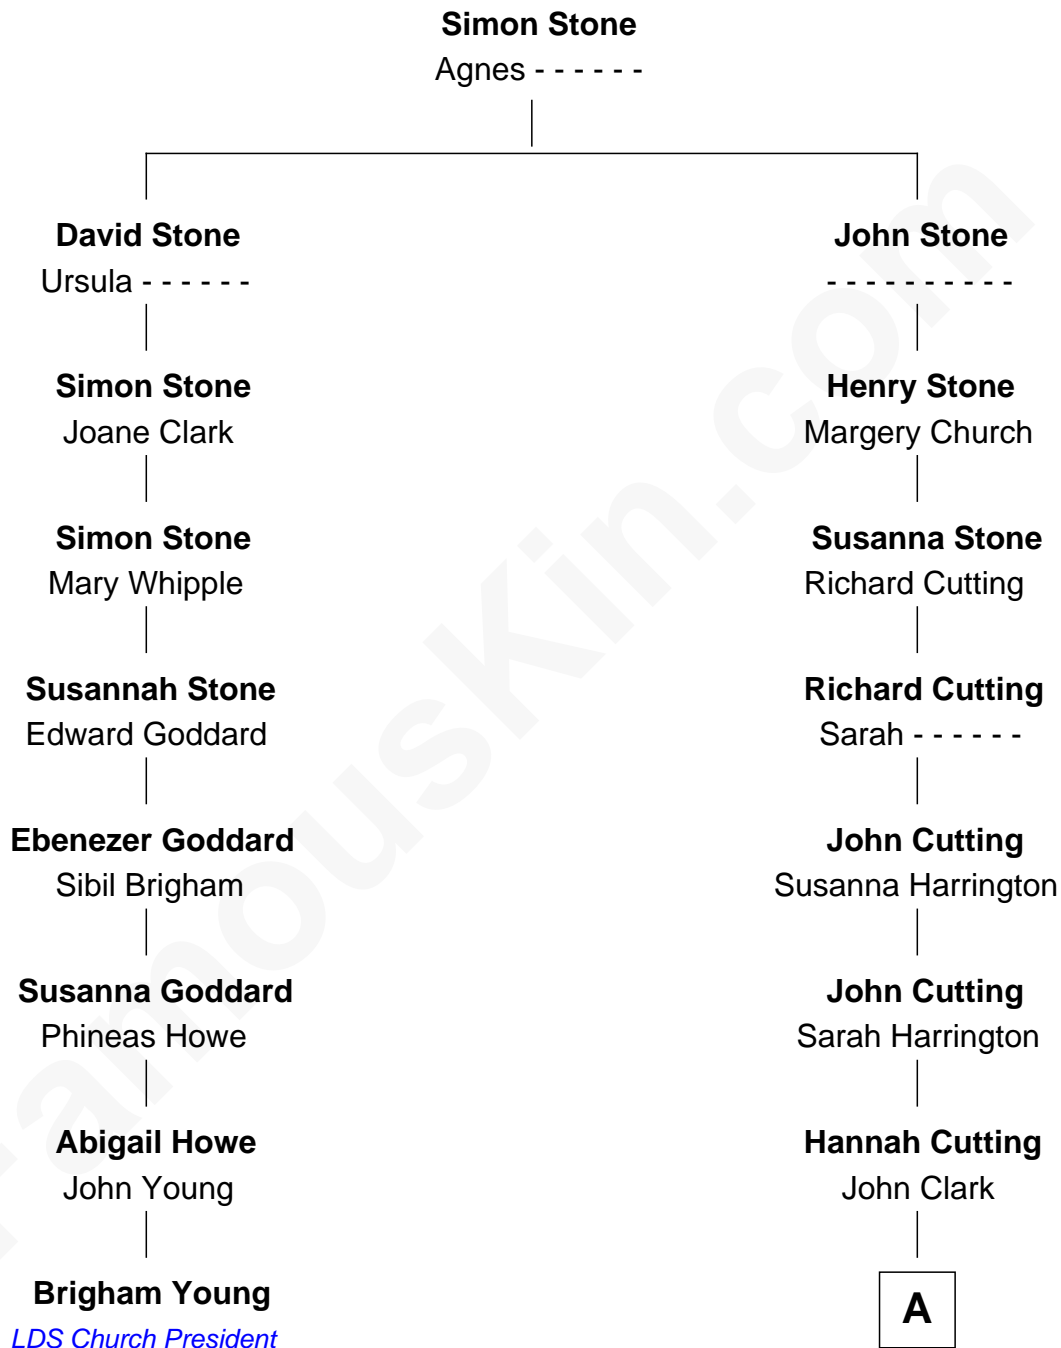 Simon Stone
Agnes - - - - - -
David Stone
Ursula - - - - - -
John Stone
- - - - - - - - - -
Simon Stone
Joane Clark
Henry Stone
Margery Church
Simon Stone
Mary Whipple
Susanna Stone
Richard Cutting
Susannah Stone
Edward Goddard
Richard Cutting
Sarah - - - - - -
Ebenezer Goddard
Sibil Brigham
John Cutting
Susanna Harrington
Susanna Goddard
Phineas Howe
John Cutting
Sarah Harrington
Abigail Howe
John Young
Hannah Cutting
John Clark
Brigham Young
LDS Church President
A
FamousKin.com